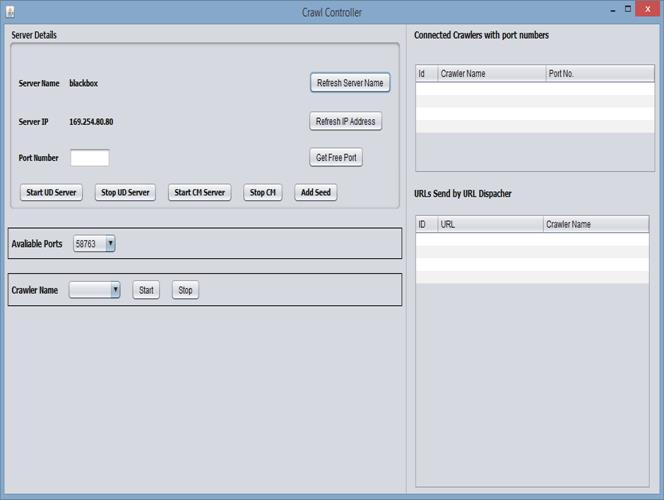 Crawl Controller
Server Details
Server Name blackbox Refresh Server Name
Server IP 169.254.80.80 Refresh IP Address
Port Number Get Free Port
Start UD Server Stop UD Server Start CM Server Stop CM Add Seed
Avaliable Ports 58763
Crawler Name Start Stop
Connected Crawlers with port numbers
Id Crawler Name Port No.
URLs Send by URL Dispacher
ID URL Crawler Name